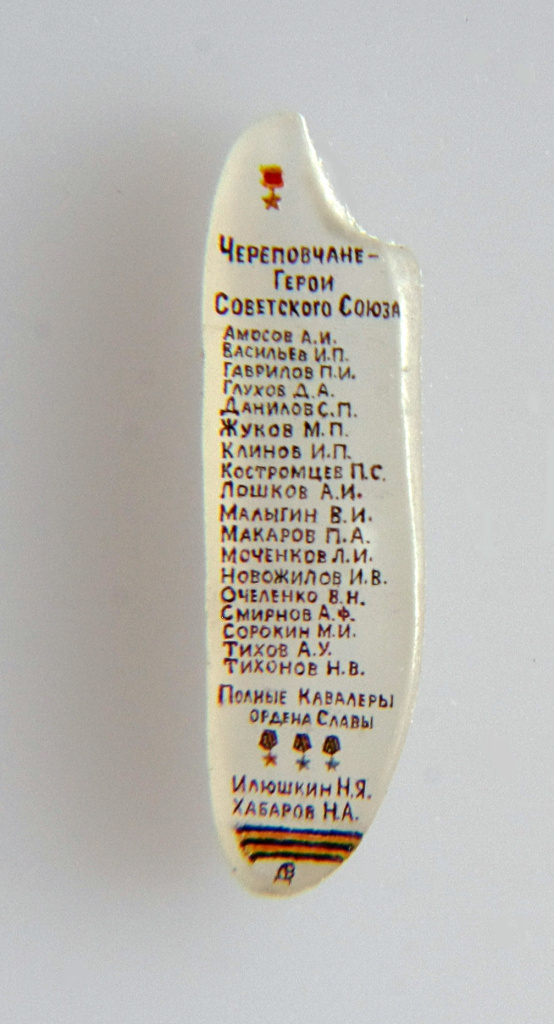 Череповчане-
Герои
Советского Союза
Амосов А.И.
Васильев И.П.
Гаврилов П.И.
Глухов Д.А.
Данилов С.П.
Жуков М.П.
Клинов И.П.
Костромцев П.С.
Лошков А.И.
Малыгин В.И.
Макаров П.А.
Моченков Л.И.
Новожилов И.В.
Очеленко В.Н.
Смирнов А.Ф.
Сорокин М.И.
Тихов А.У.
Тихонов Н.В.
Полные Кавалеры
ордена Славы
Илюшкин Н.Я.
Хабаров Н.А.